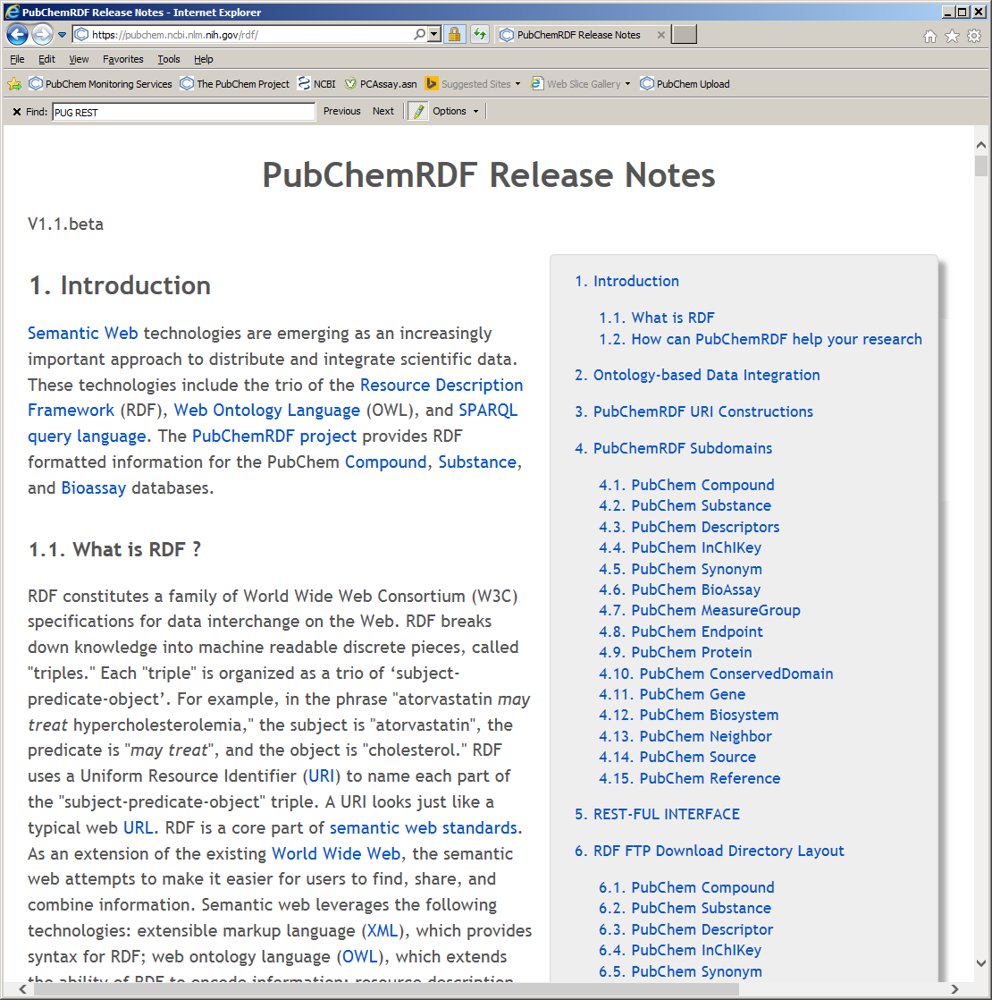 PubChemRDF Release Notes - Internet Explorer
https://pubchem.ncbi.nlm.nih.gov/rdf/
PubChemRDF Release Notes
File Edit View Favorites Tools Help
PubChem Monitoring Services The PubChem Project NCBI PCAssay.asn Suggested Sites Web Slice Gallery PubChem Upload
Find: PUG REST Previous Next Options
PubChemRDF Release Notes
V1.1.beta
1. Introduction
Semantic Web technologies are emerging as an increasingly
important approach to distribute and integrate scientific data.
These technologies include the trio of the Resource Description
Framework (RDF), Web Ontology Language (OWL), and SPARQL
query language. The PubChemRDF project provides RDF
formatted information for the PubChem Compound, Substance,
and Bioassay databases.
1.1. What is RDF ?
RDF constitutes a family of World Wide Web Consortium (W3C)
specifications for data interchange on the Web. RDF breaks
down knowledge into machine readable discrete pieces, called
"triples." Each "triple" is organized as a trio of ‘subject-
predicate-object’. For example, in the phrase "atorvastatin may
treat hypercholesterolemia," the subject is "atorvastatin", the
predicate is "may treat", and the object is "cholesterol." RDF
uses a Uniform Resource Identifier (URI) to name each part of
the "subject-predicate-object" triple. A URI looks just like a
typical web URL. RDF is a core part of semantic web standards.
As an extension of the existing World Wide Web, the semantic
web attempts to make it easier for users to find, share, and
combine information. Semantic web leverages the following
technologies: extensible markup language (XML), which provides
syntax for RDF; web ontology language (OWL), which extends
the ability of RDF to encode information; resource description
1. Introduction
1.1. What is RDF
1.2. How can PubChemRDF help your research
2. Ontology-based Data Integration
3. PubChemRDF URI Constructions
4. PubChemRDF Subdomains
4.1. PubChem Compound
4.2. PubChem Substance
4.3. PubChem Descriptors
4.4. PubChem InChIKey
4.5. PubChem Synonym
4.6. PubChem BioAssay
4.7. PubChem MeasureGroup
4.8. PubChem Endpoint
4.9. PubChem Protein
4.10. PubChem ConservedDomain
4.11. PubChem Gene
4.12. PubChem Biosystem
4.13. PubChem Neighbor
4.14. PubChem Source
4.15. PubChem Reference
5. REST-FUL INTERFACE
6. RDF FTP Download Directory Layout
6.1. PubChem Compound
6.2. PubChem Substance
6.3. PubChem Descriptor
6.4. PubChem InChIKey
6.5. PubChem Synonym